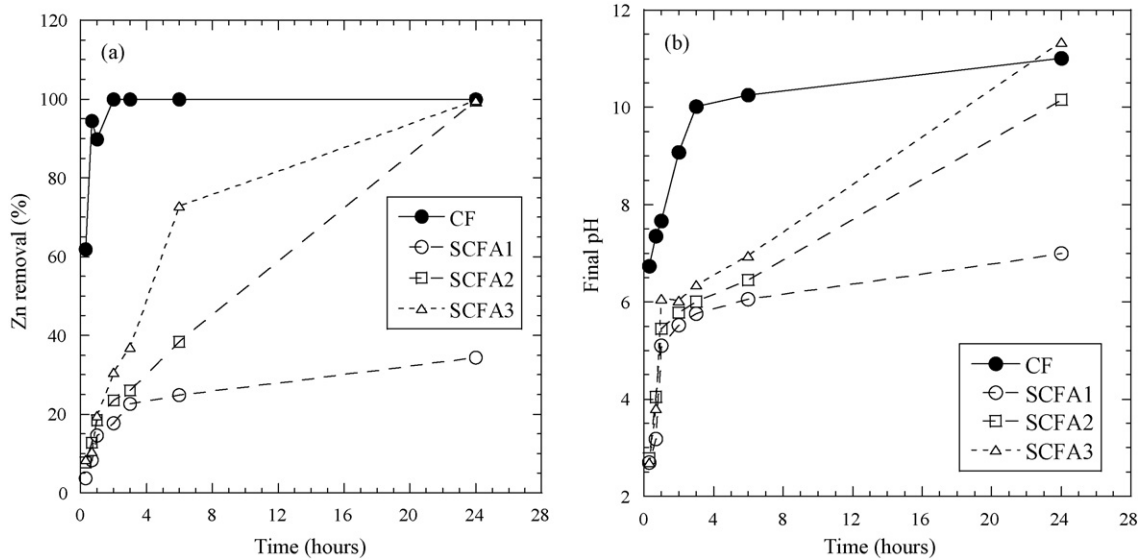 (a)
Zn removal (%)
120
100
80
60
40
20
0
CF
SCFA1
SCFA2
SCFA3
0 4 8 12 16 20 24 28
Time (hours)
(b)
Final pH
12
10
8
6
4
2
CF
SCFA1
SCFA2
SCFA3
0 4 8 12 16 20 24 28
Time (hours)